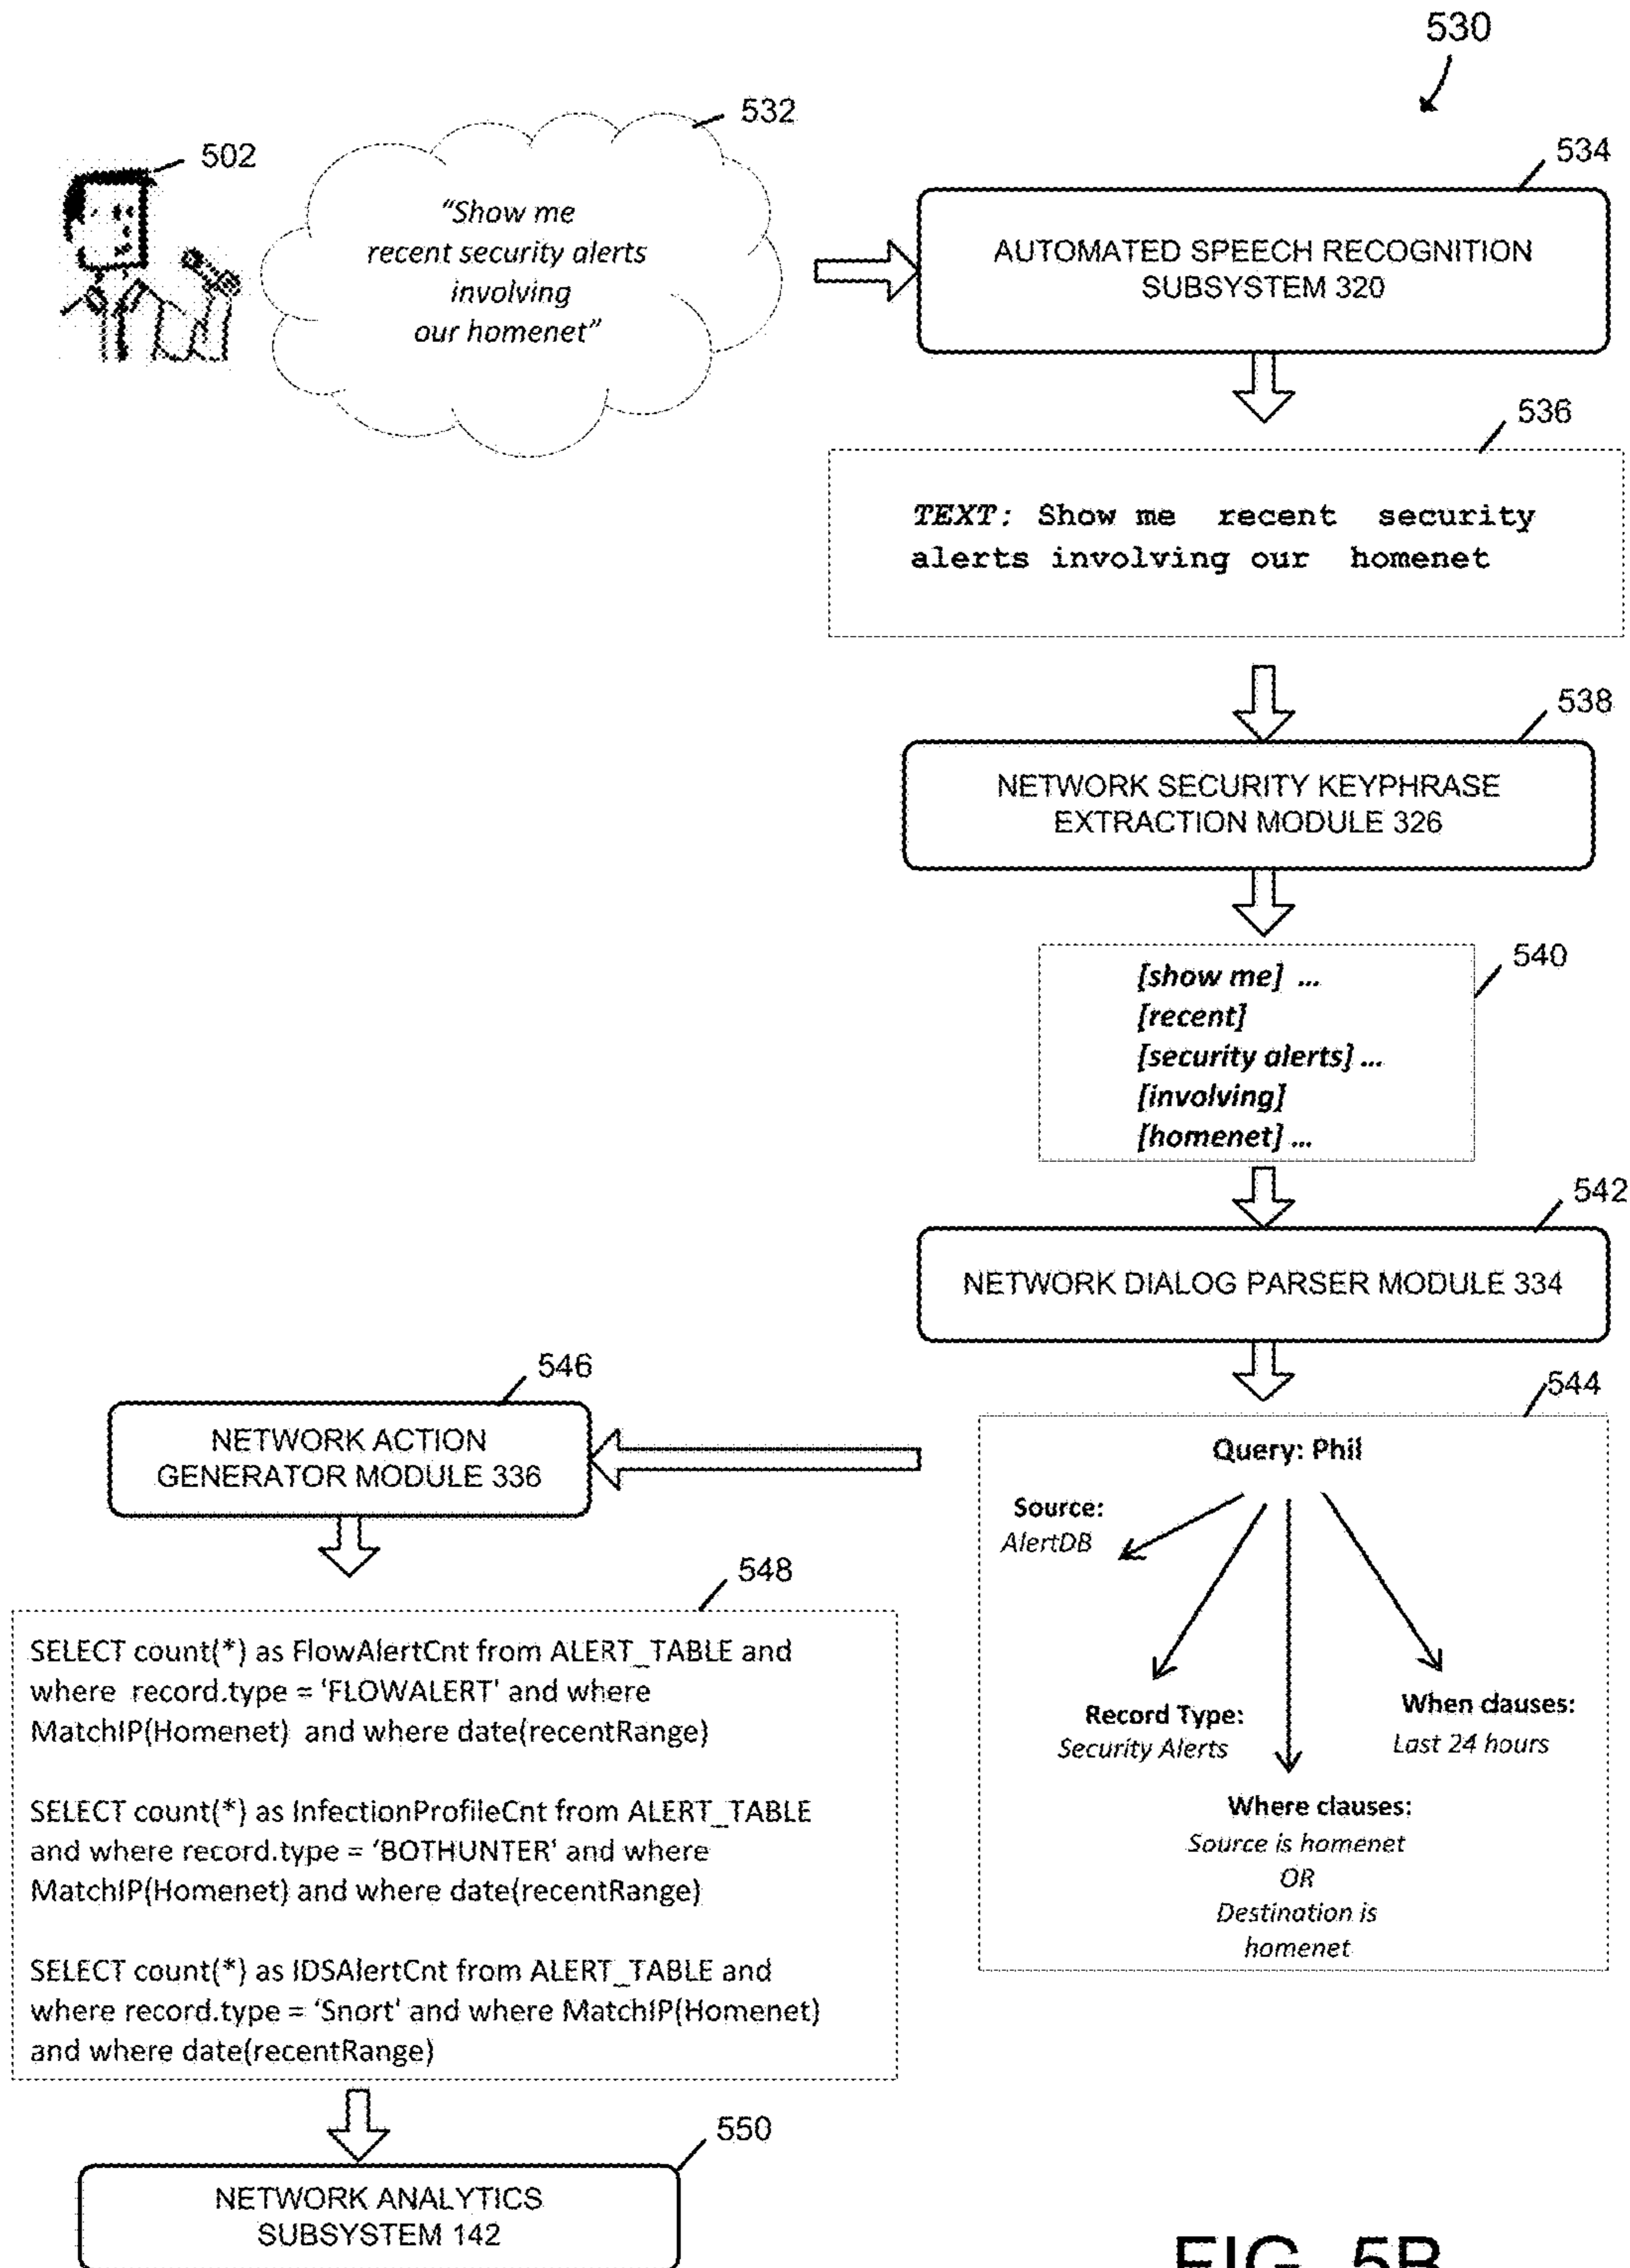 530
532
502
534
"Show me
recent security alerts
involving
our homenet"
AUTOMATED SPEECH RECOGNITION
SUBSYSTEM 320
536
TEXT: Show me recent security
alerts involving our homenet
538
NETWORK SECURITY KEYPHRASE
EXTRACTION MODULE 326
540
[show me] ...
[recent]
[security alerts] ...
[involving]
[homenet] ...
542
NETWORK DIALOG PARSER MODULE 334
544
Query: Phil
Source:
AlertDB
Record Type:
Security Alerts
Where clauses:
Source is homenet
OR
Destination is
homenet
When clauses:
Last 24 hours
546
NETWORK ACTION
GENERATOR MODULE 336
548
SELECT count(*) as FlowAlertCnt from ALERT_TABLE and
where record.type = 'FLOWALERT' and where
MatchIP(Homenet) and where date(recentRange)
SELECT count(*) as InfectionProfileCnt from ALERT_TABLE
and where record.type = 'BOTHUNTER' and where
MatchIP(Homenet) and where date(recentRange)
SELECT count(*) as IDSAlertCnt from ALERT_TABLE and
where record.type = 'Snort' and where MatchIP(Homenet)
and where date(recentRange)
550
NETWORK ANALYTICS
SUBSYSTEM 142
FIG. 5B